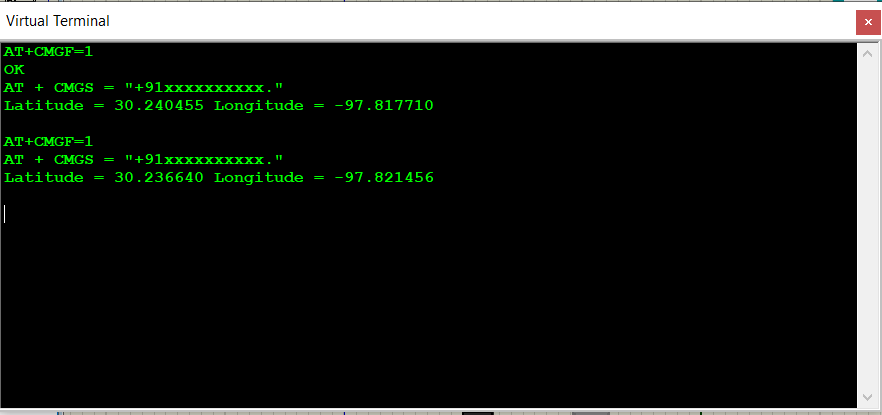 Virtual Terminal
AT+CMGF=1
OK
AT + CMGS = "+91xxxxxxxxxx."
Latitude = 30.240455 Longitude = -97.817710
AT+CMGF=1
AT + CMGS = "+91xxxxxxxxxx."
Latitude = 30.236640 Longitude = -97.821456